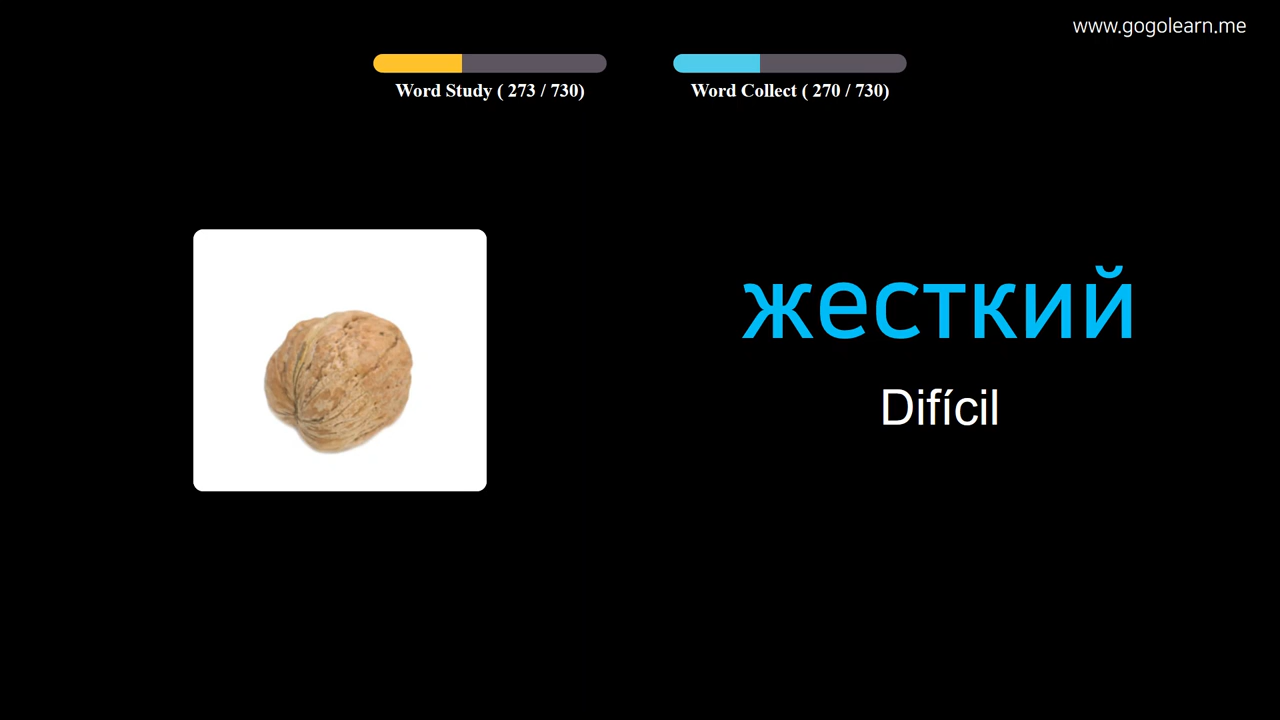 www.gogolearn.me
Word Study ( 273 / 730)
Word Collect ( 270 / 730)
жесткий
Difícil